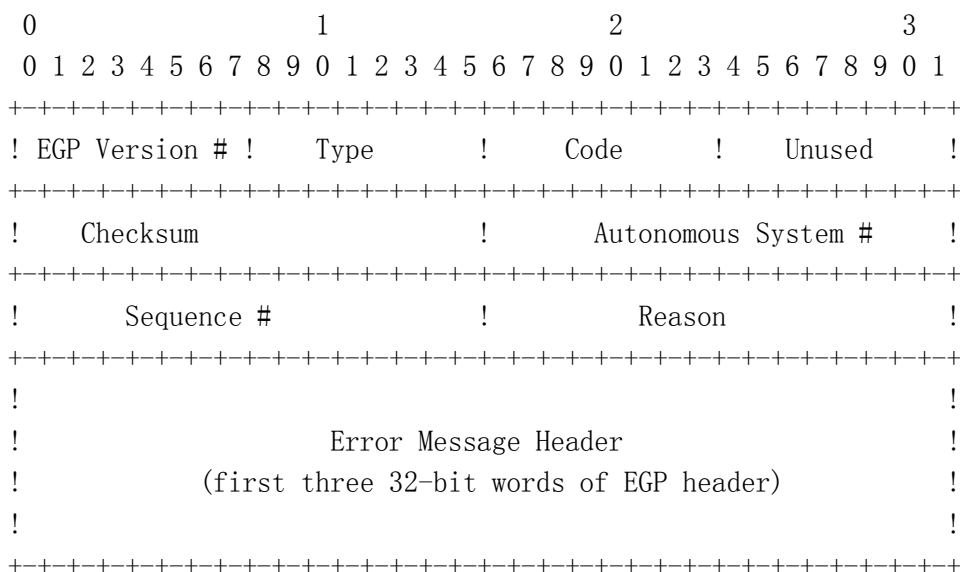 0                   1                   2                   3
 0 1 2 3 4 5 6 7 8 9 0 1 2 3 4 5 6 7 8 9 0 1 2 3 4 5 6 7 8 9 0 1
+-+-+-+-+-+-+-+-+-+-+-+-+-+-+-+-+-+-+-+-+-+-+-+-+-+-+-+-+-+-+-+-+
! EGP Version # !    Type       !     Code      !    Unused     !
+-+-+-+-+-+-+-+-+-+-+-+-+-+-+-+-+-+-+-+-+-+-+-+-+-+-+-+-+-+-+-+-+
!    Checksum                   !       Autonomous System #     !
+-+-+-+-+-+-+-+-+-+-+-+-+-+-+-+-+-+-+-+-+-+-+-+-+-+-+-+-+-+-+-+-+
!       Sequence #              !          Reason               !
+-+-+-+-+-+-+-+-+-+-+-+-+-+-+-+-+-+-+-+-+-+-+-+-+-+-+-+-+-+-+-+-+
!                                                               !
!                     Error Message Header                      !
!            (first three 32-bit words of EGP header)           !
!                                                               !
+-+-+-+-+-+-+-+-+-+-+-+-+-+-+-+-+-+-+-+-+-+-+-+-+-+-+-+-+-+-+-+-+